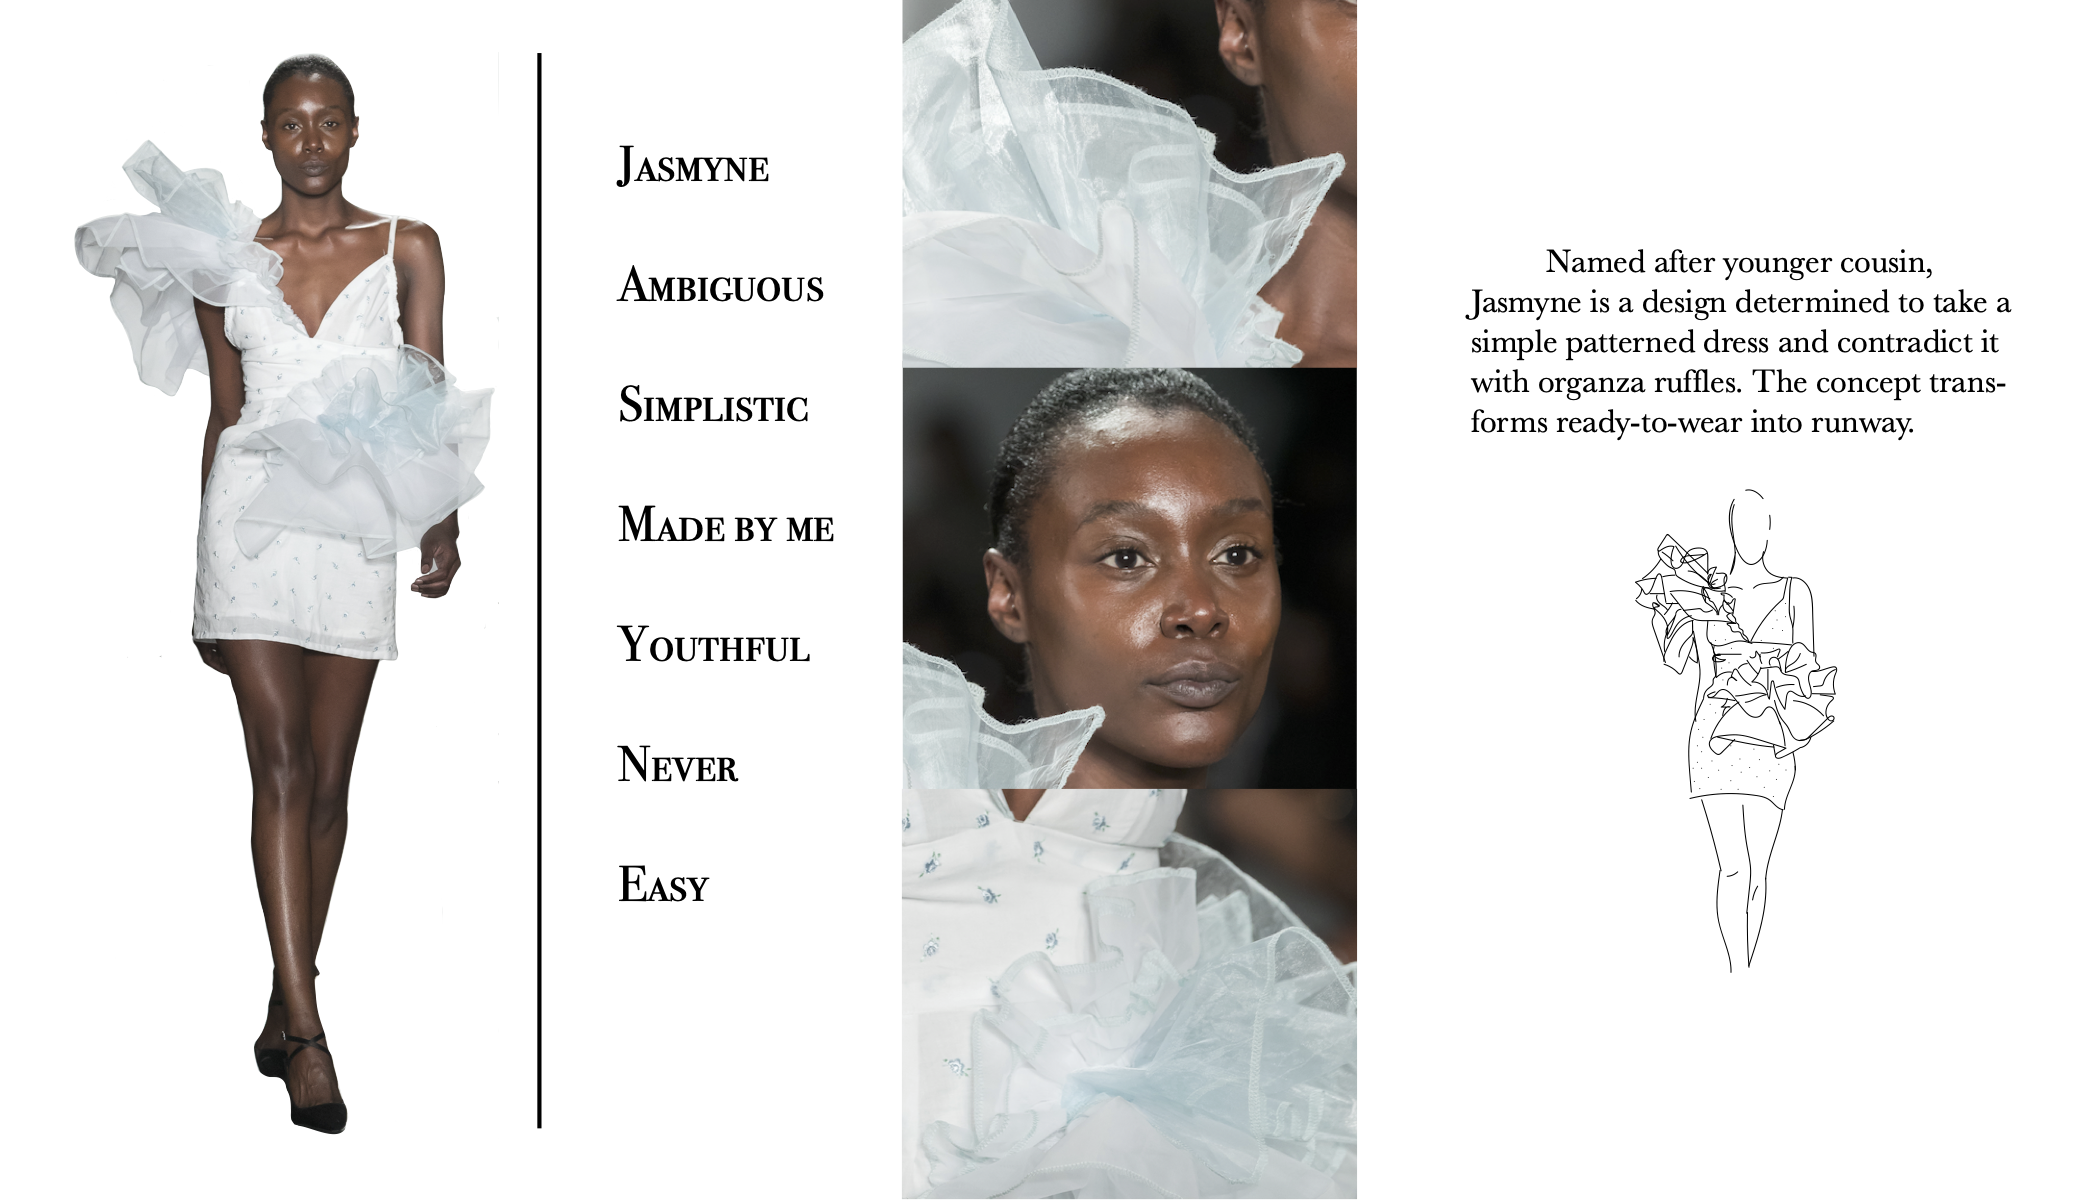 Jasmyne
Ambiguous
Simplistic
Made by me
Youthful
Never
Easy
Named after younger cousin,
Jasmyne is a design determined to take a
simple patterned dress and contradict it
with organza ruffles. The concept trans-
forms ready-to-wear into runway.